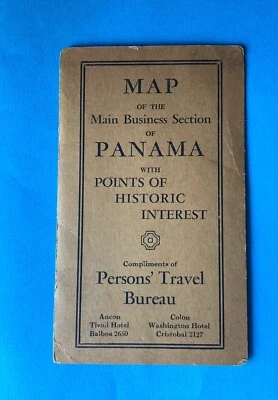 MAP
OF THE
Main Business Section
OF
PANAMA
WITH
POINTS OF
HISTORIC
INTEREST
Compliments of
Persons' Travel
Bureau
Ancon Colon
Tivoli Hotel Washington Hotel
Balboa 2650 Cristobal 2127